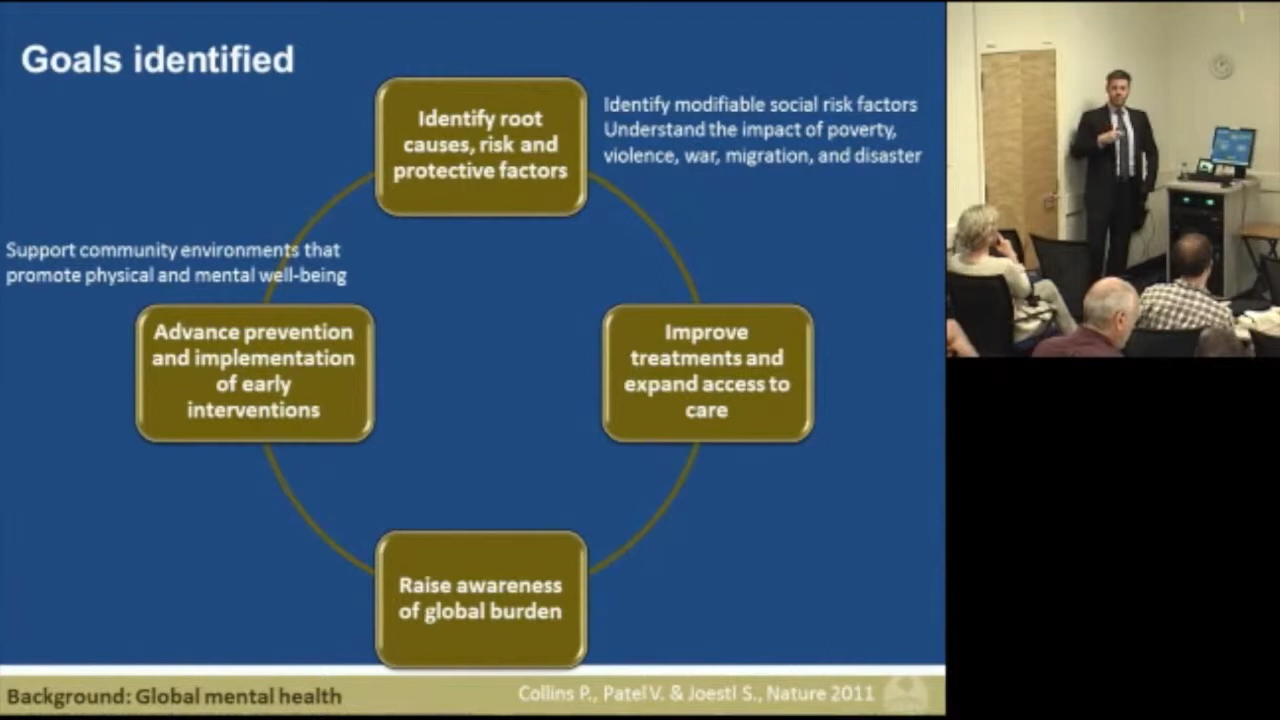 Goals identified
Identify root
causes, risk and
protective factors
Identify modifiable social risk factors
Understand the impact of poverty,
violence, war, migration, and disaster
Support community environments that
promote physical and mental well-being
Advance prevention
and implementation
of early
interventions
Improve
treatments and
expand access to
care
Raise awareness
of global burden
Background: Global mental health
Collins P., Patel V. & Joestl S., Nature 2011